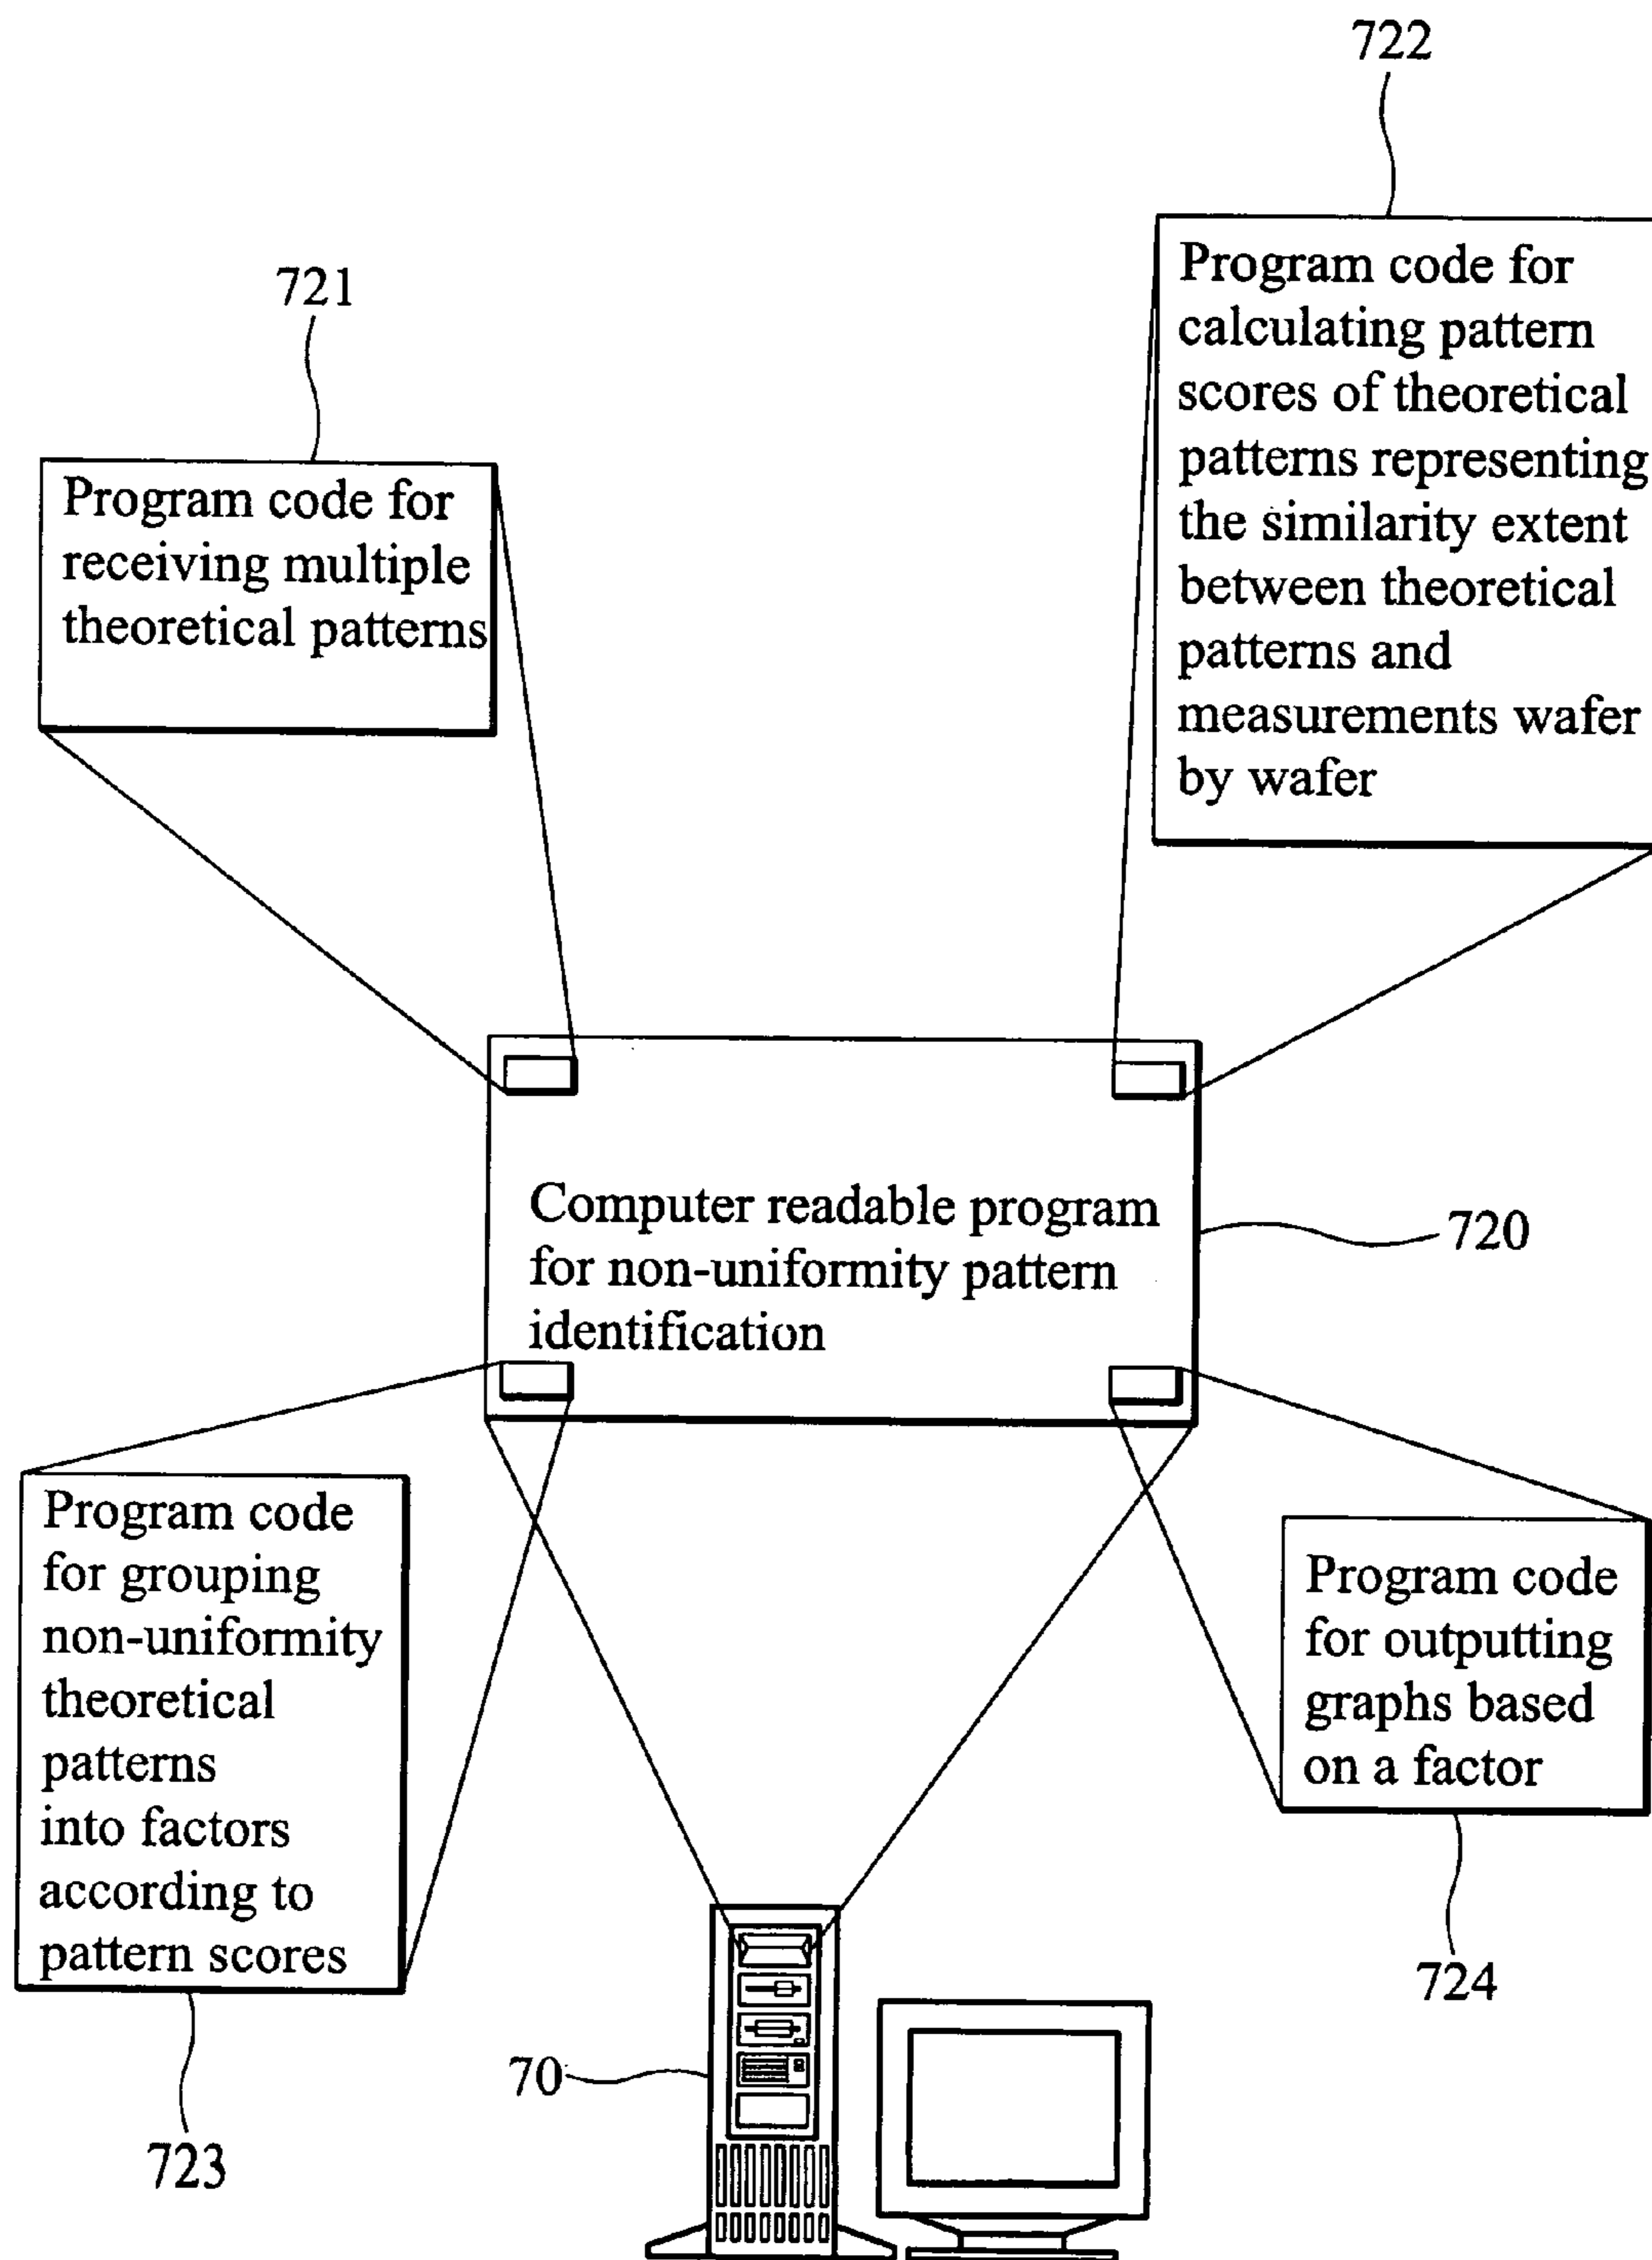 722
Program code for
calculating pattern
scores of theoretical
patterns representing
the similarity extent
between theoretical
patterns and
measurements wafer
by wafer
721
Program code for
receiving multiple
theoretical patterns
Computer readable program
for non-uniformity pattern
identification
720
Program code
for grouping
non-uniformity
theoretical
patterns
into factors
according to
pattern scores
723
Program code
for outputting
graphs based
on a factor
724
70